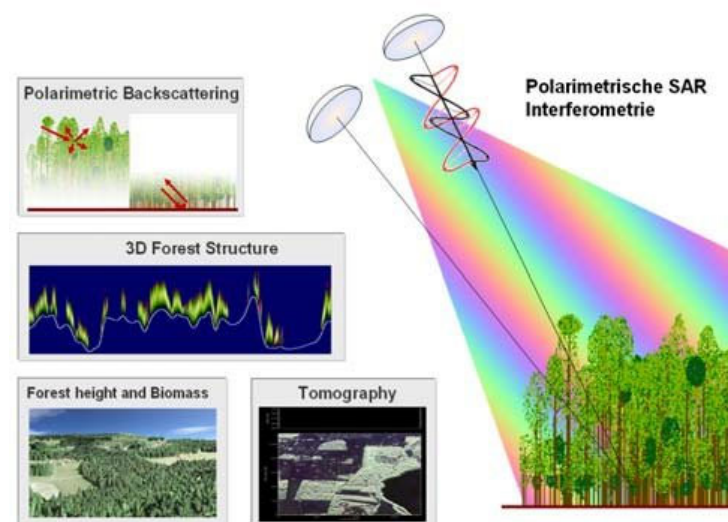 Polarimetrische SAR
Interferometrie
Polarimetric Backscattering
3D Forest Structure
Forest height and Biomass
Tomography